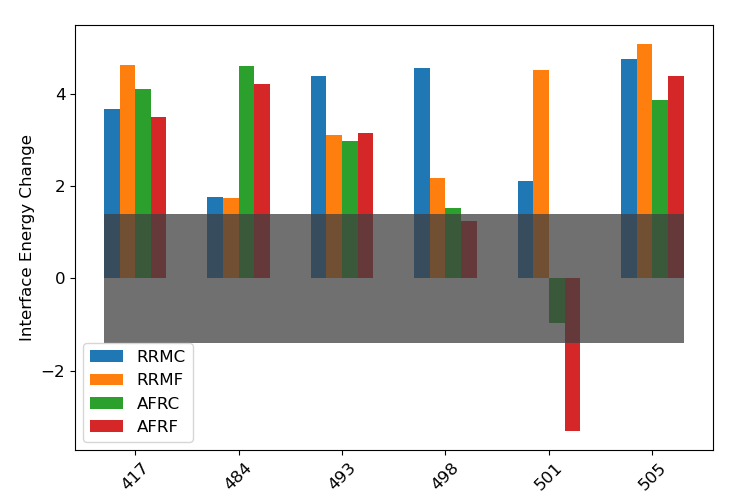 Interface Energy Change
4
2
0
−2
RRMC
RRMF
AFRC
AFRF
417
484
493
498
501
505